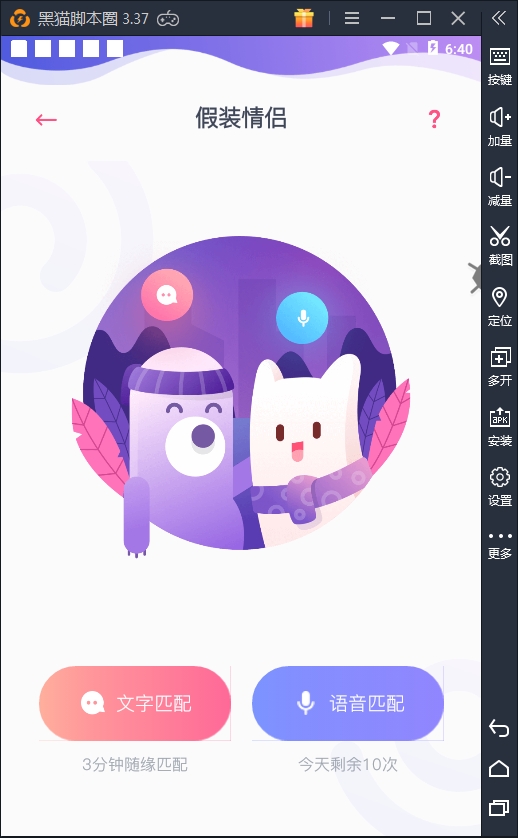 黑猫脚本圈 3.37
6:40
假装情侣
?
按键
加量
减量
截图
定位
多开
APK
安装
设置
更多
文字匹配
语音匹配
3分钟随缘匹配
今天剩余10次